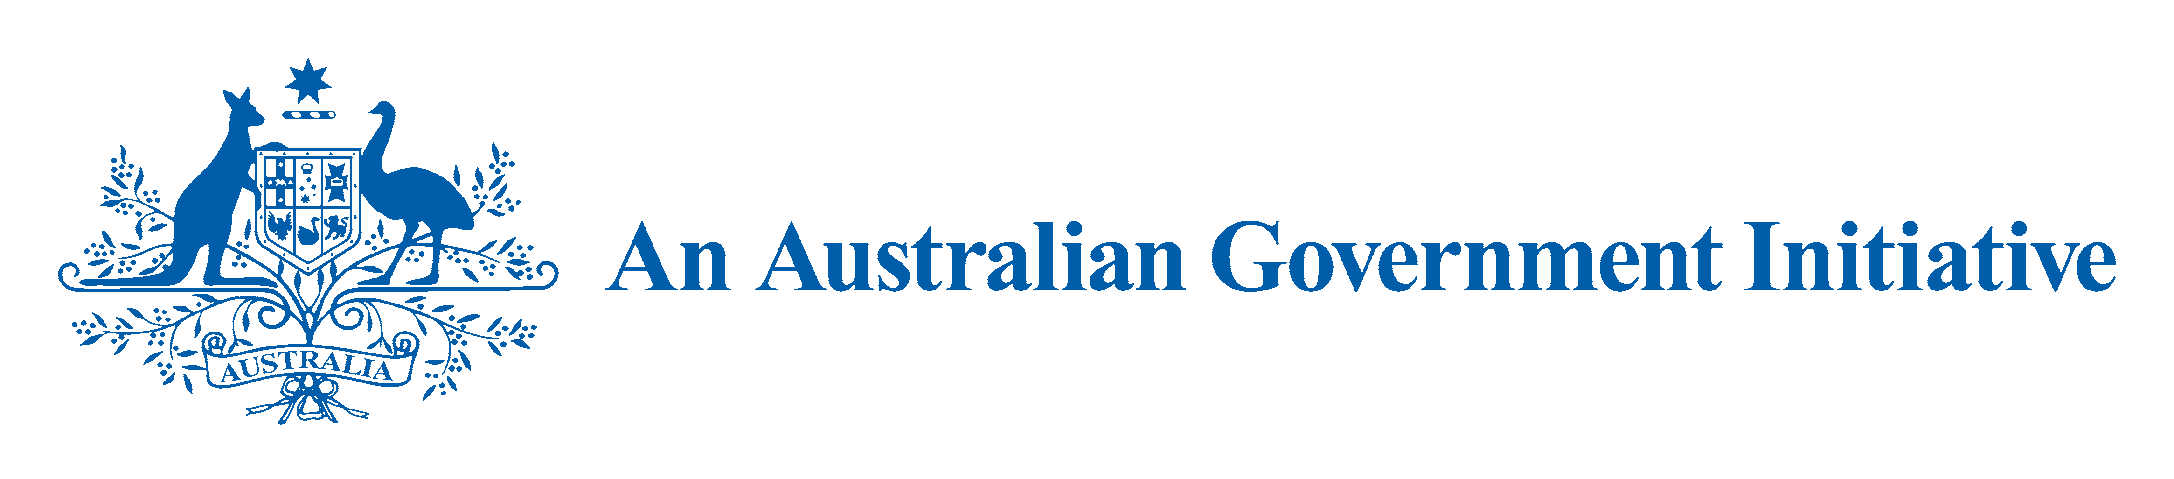 AUSTRALIA
An Australian Government Initiative